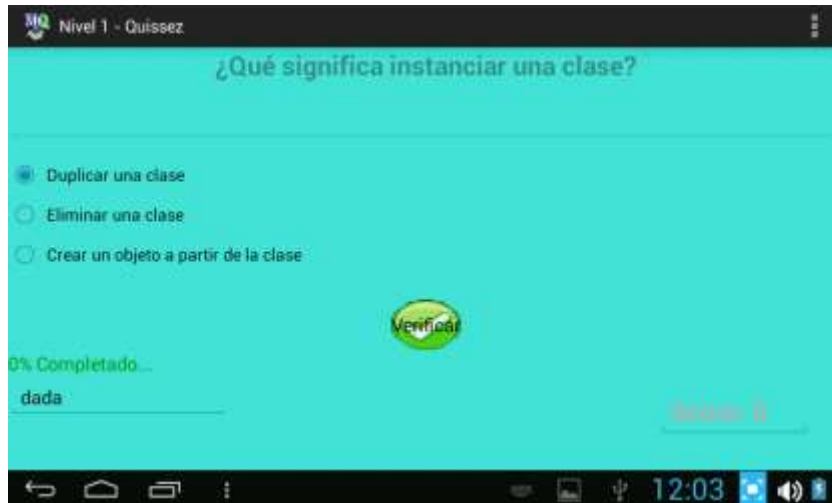 Nivel 1 - Quissez
¿Qué significa instanciar una clase?
Duplicar una clase
Eliminar una clase
Crear un objeto a partir de la clase
Verificar
0% Completado...
dada
12:03